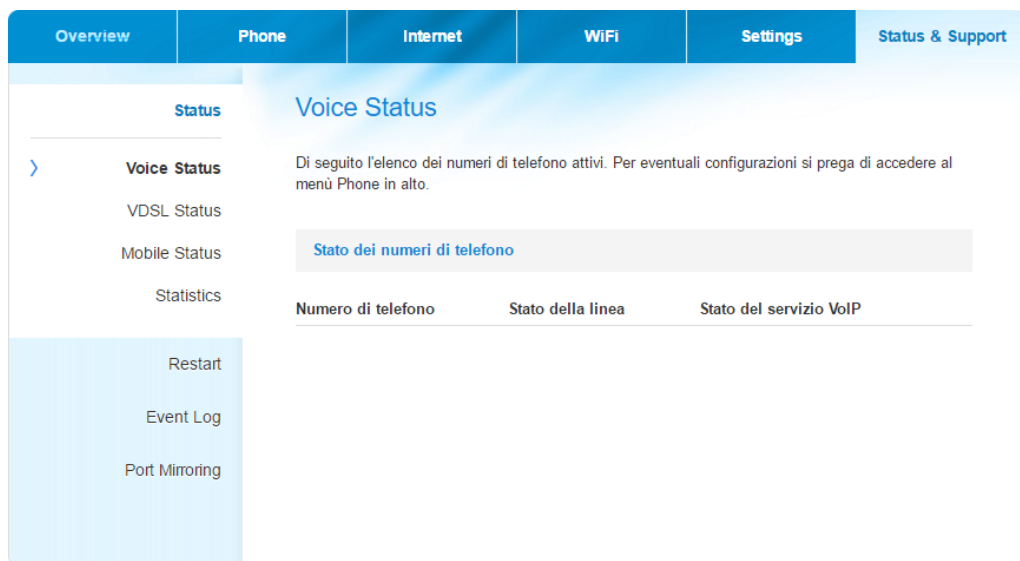 Overview Phone Internet WiFi Settings Status & Support
Status
Voice Status
VDSL Status
Mobile Status
Statistics
Restart
Event Log
Port Mirroring
Voice Status
Di seguito l'elenco dei numeri di telefono attivi. Per eventuali configurazioni si prega di accedere al
menù Phone in alto.
Stato dei numeri di telefono
Numero di telefono Stato della linea Stato del servizio VoIP